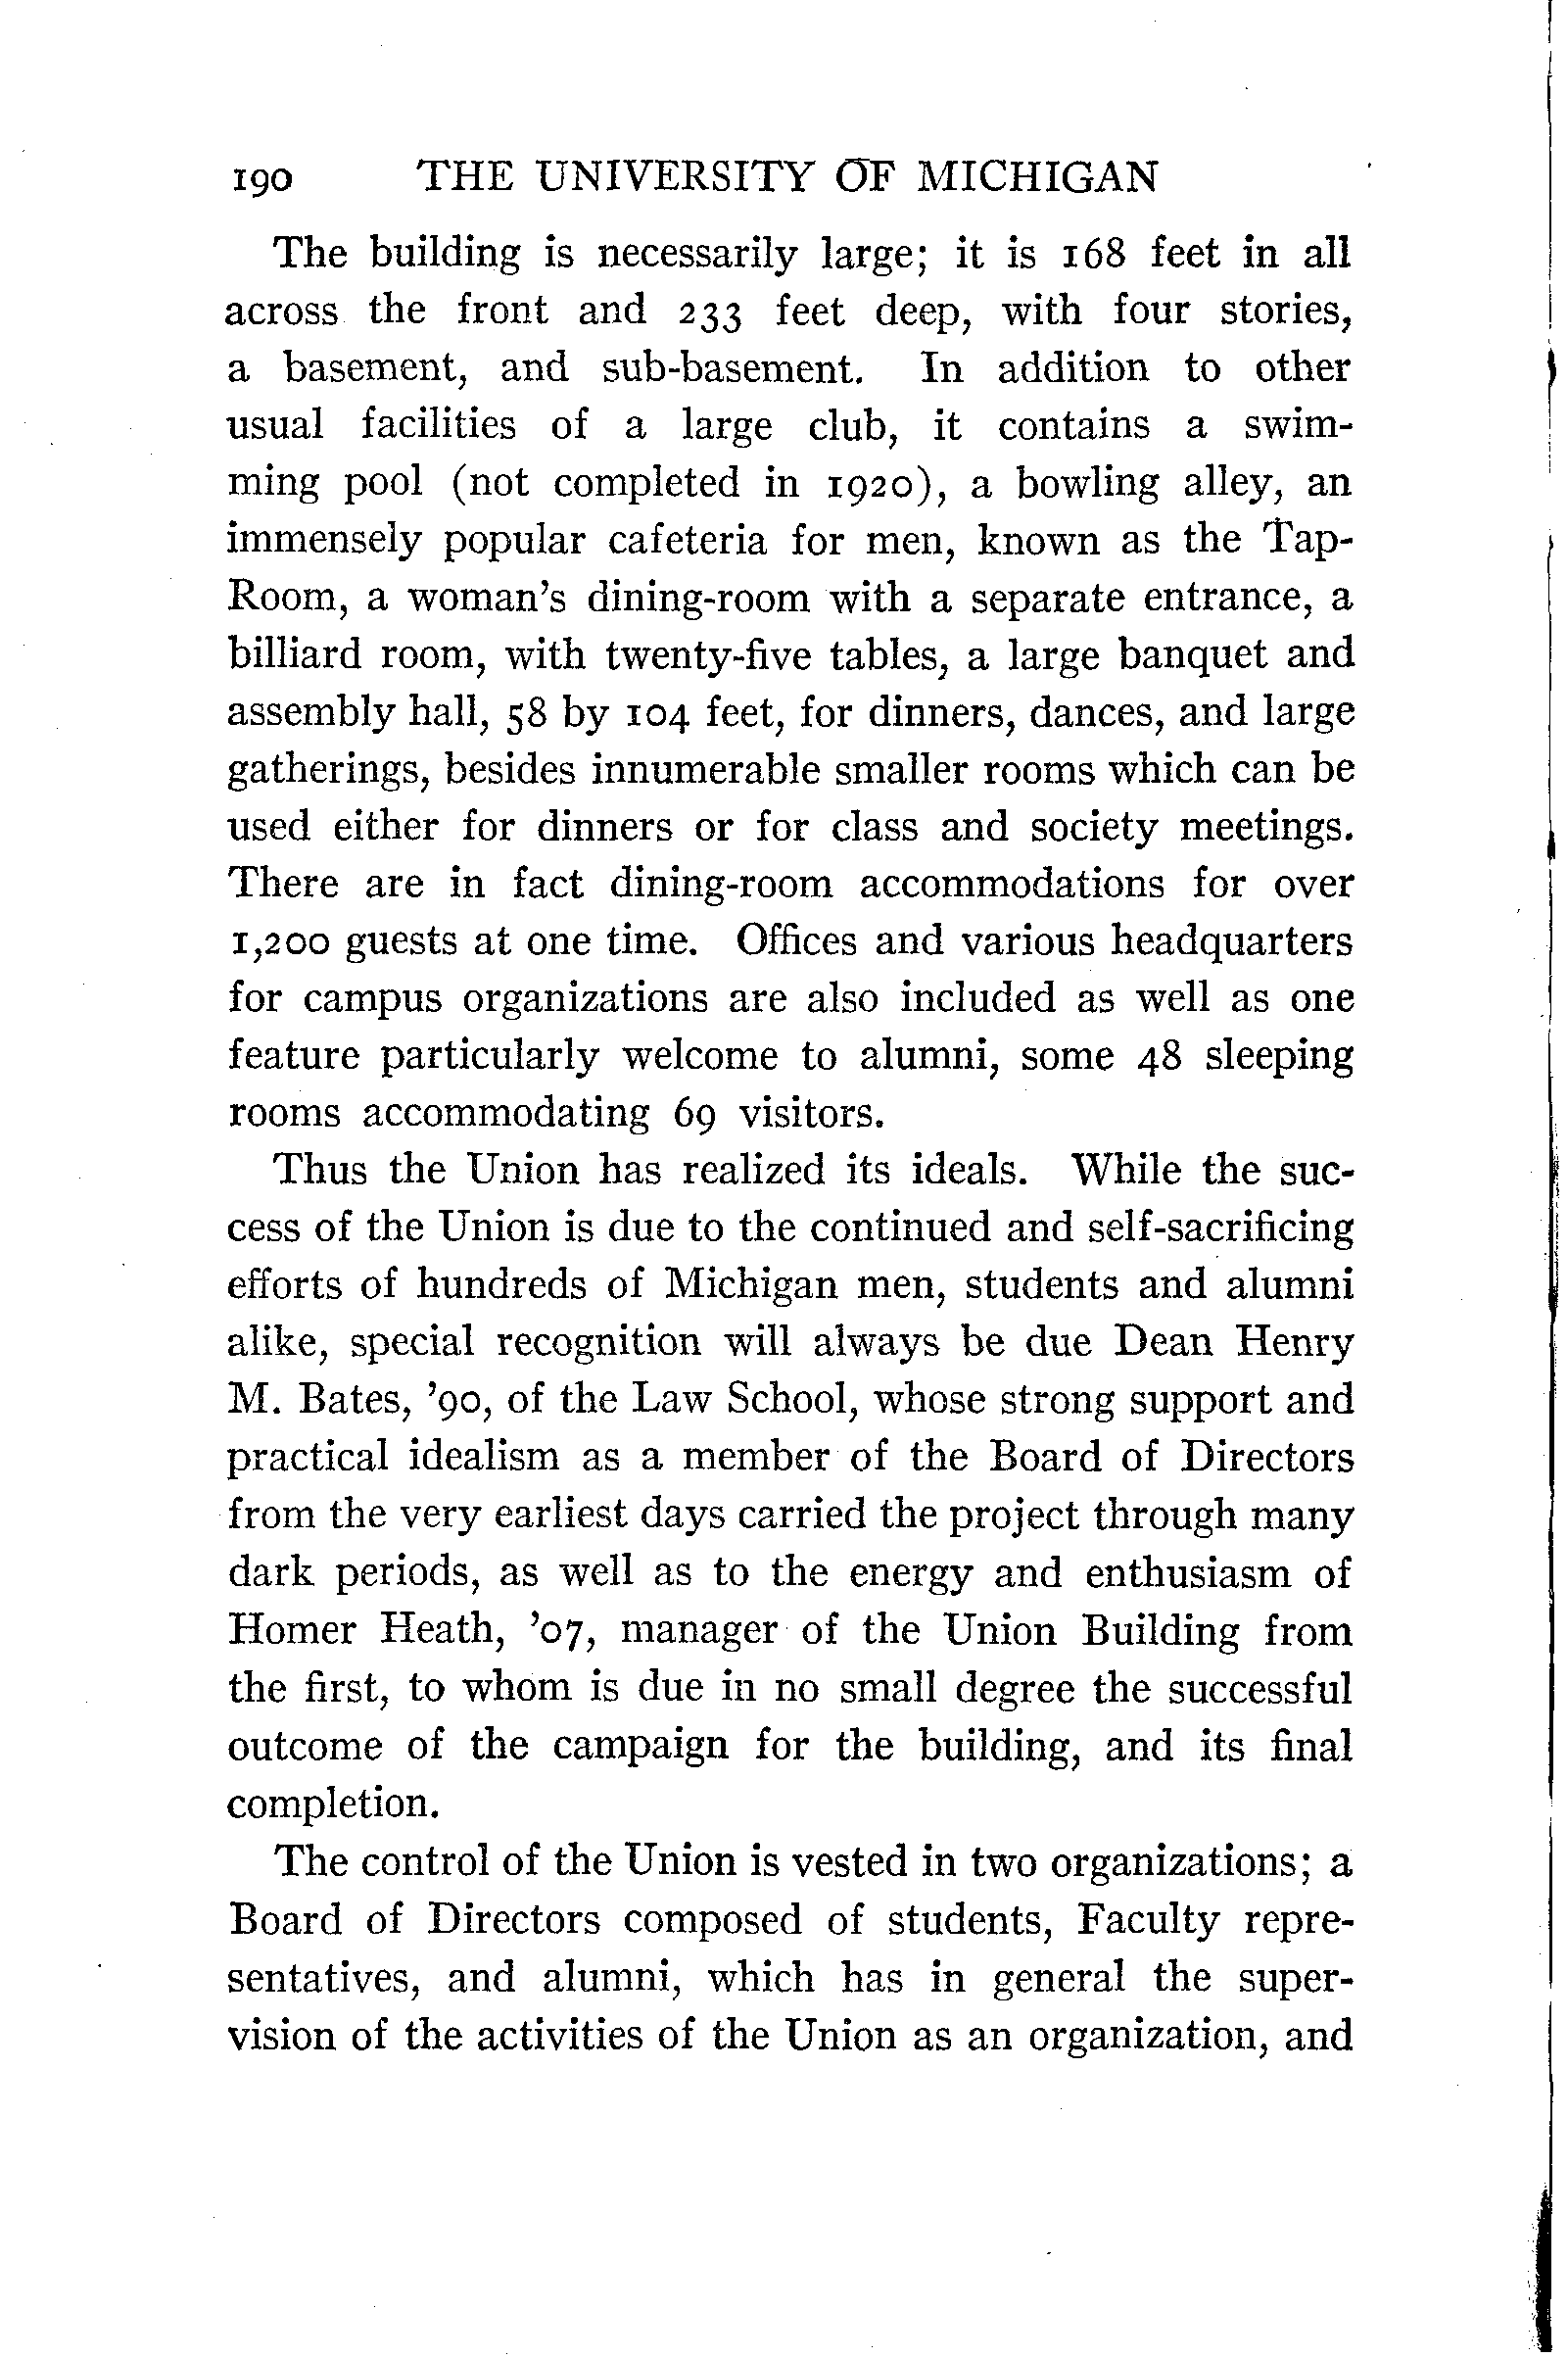 190 THE UNIVERSITY OF MICHIGAN
The building is necessarily large; it is 168 feet in all
across the front and 233 feet deep, with four stories,
a basement, and sub-basement. In addition to other
usual facilities of a large club, it contains a swim-
ming pool (not completed in 1920), a bowling alley, an
immensely popular cafeteria for men, known as the Tap-
Room, a woman's dining-room with a separate entrance, a
billiard room, with twenty-five tables, a large banquet and
assembly hall, 58 by 104 feet, for dinners, dances, and large
gatherings, besides innumerable smaller rooms which can be
used either for dinners or for class and society meetings.
There are in fact dining-room accommodations for over
1,200 guests at one time. Offices and various headquarters
for campus organizations are also included as well as one
feature particularly welcome to alumni, some 48 sleeping
rooms accommodating 69 visitors.
Thus the Union has realized its ideals. While the suc-
cess of the Union is due to the continued and self-sacrificing
efforts of hundreds of Michigan men, students and alumni
alike, special recognition will always be due Dean Henry
M. Bates, '90, of the Law School, whose strong support and
practical idealism as a member of the Board of Directors
from the very earliest days carried the project through many
dark periods, as well as to the energy and enthusiasm of
Homer Heath, '07, manager of the Union Building from
the first, to whom is due in no small degree the successful
outcome of the campaign for the building, and its final
completion.
The control of the Union is vested in two organizations; a
Board of Directors composed of students, Faculty repre-
sentatives, and alumni, which has in general the super-
vision of the activities of the Union as an organization, and